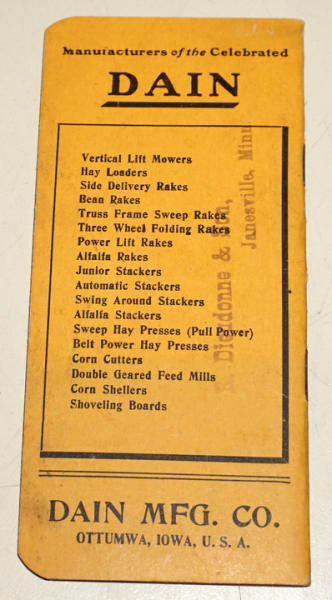 Manufacturers of the Celebrated
DAIN
Vertical Lift Mowers
Hay Loaders
Side Delivery Rakes
Bean Rakes
Truss Frame Sweep Rakes
Three Wheel Folding Rakes
Power Lift Rakes
Alfalfa Rakes
Junior Stackers
Automatic Stackers
Swing Around Stackers
Alfalfa Stackers
Sweep Hay Presses (Pull Power)
Belt Power Hay Presses
Corn Cutters
Double Geared Feed Mills
Corn Shellers
Shoveling Boards
Dieudonne & Son,
Janesville, Minn
DAIN MFG. CO.
OTTUMWA, IOWA, U. S. A.